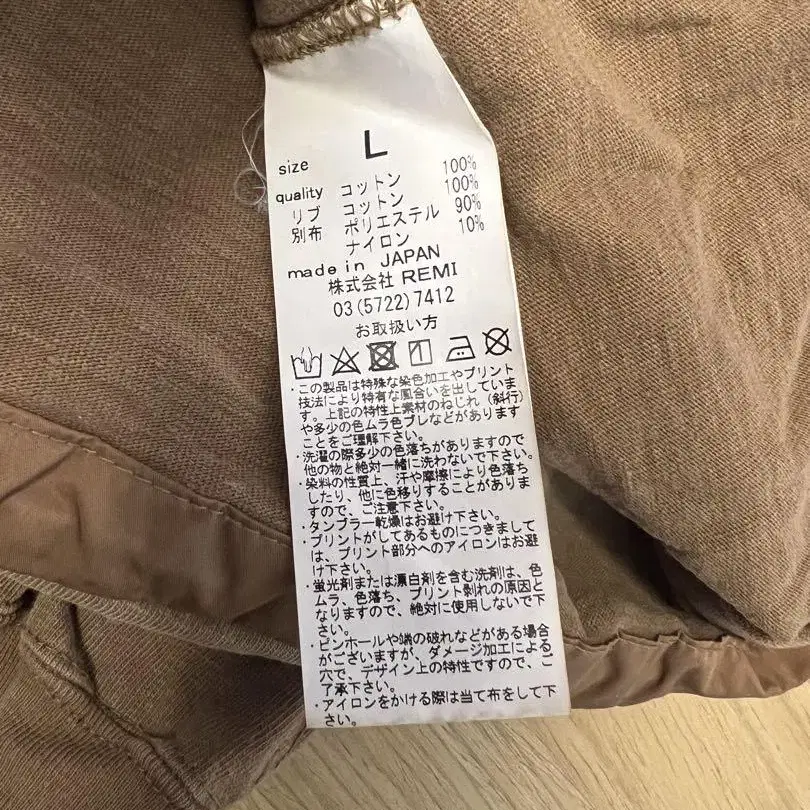 size L
quality コットン 100%
リブ コットン 100%
別布 ポリエステル 90%
ナイロン 10%
made in JAPAN
株式会社 REMI
03(5722)7412
お取扱い方
・この製品は特殊な染色加工やプリント
技法により特有な風合いを出していま
す。上記の特性上素材のねじれ(斜行)
や多少の色ムラ色ブレなどがあります
ことをご理解下さい。
・洗濯の際多少の色落ちがありますので
他の物と絶対一緒に洗わないで下さい。
・染料の性質上、汗や摩擦により色落ち
したり、他に色移りすることがありま
すので、ご注意下さい。
・タンブラー乾燥はお避け下さい。
・プリントがしてあるものにつきまして
は、プリント部分へのアイロンはお避
け下さい。
・蛍光剤または漂白剤を含む洗剤は、色
ムラ、色落ち、プリント剥れの原因と
なりますので、絶対に使用しないで下
さい。
・ピンホールや端の破れなどがある場合
がございますが、ダメージ加工による
穴で、デザイン上の特性ですので、ご
了承下さい。
・アイロンをかける際は当て布をして下
さい。